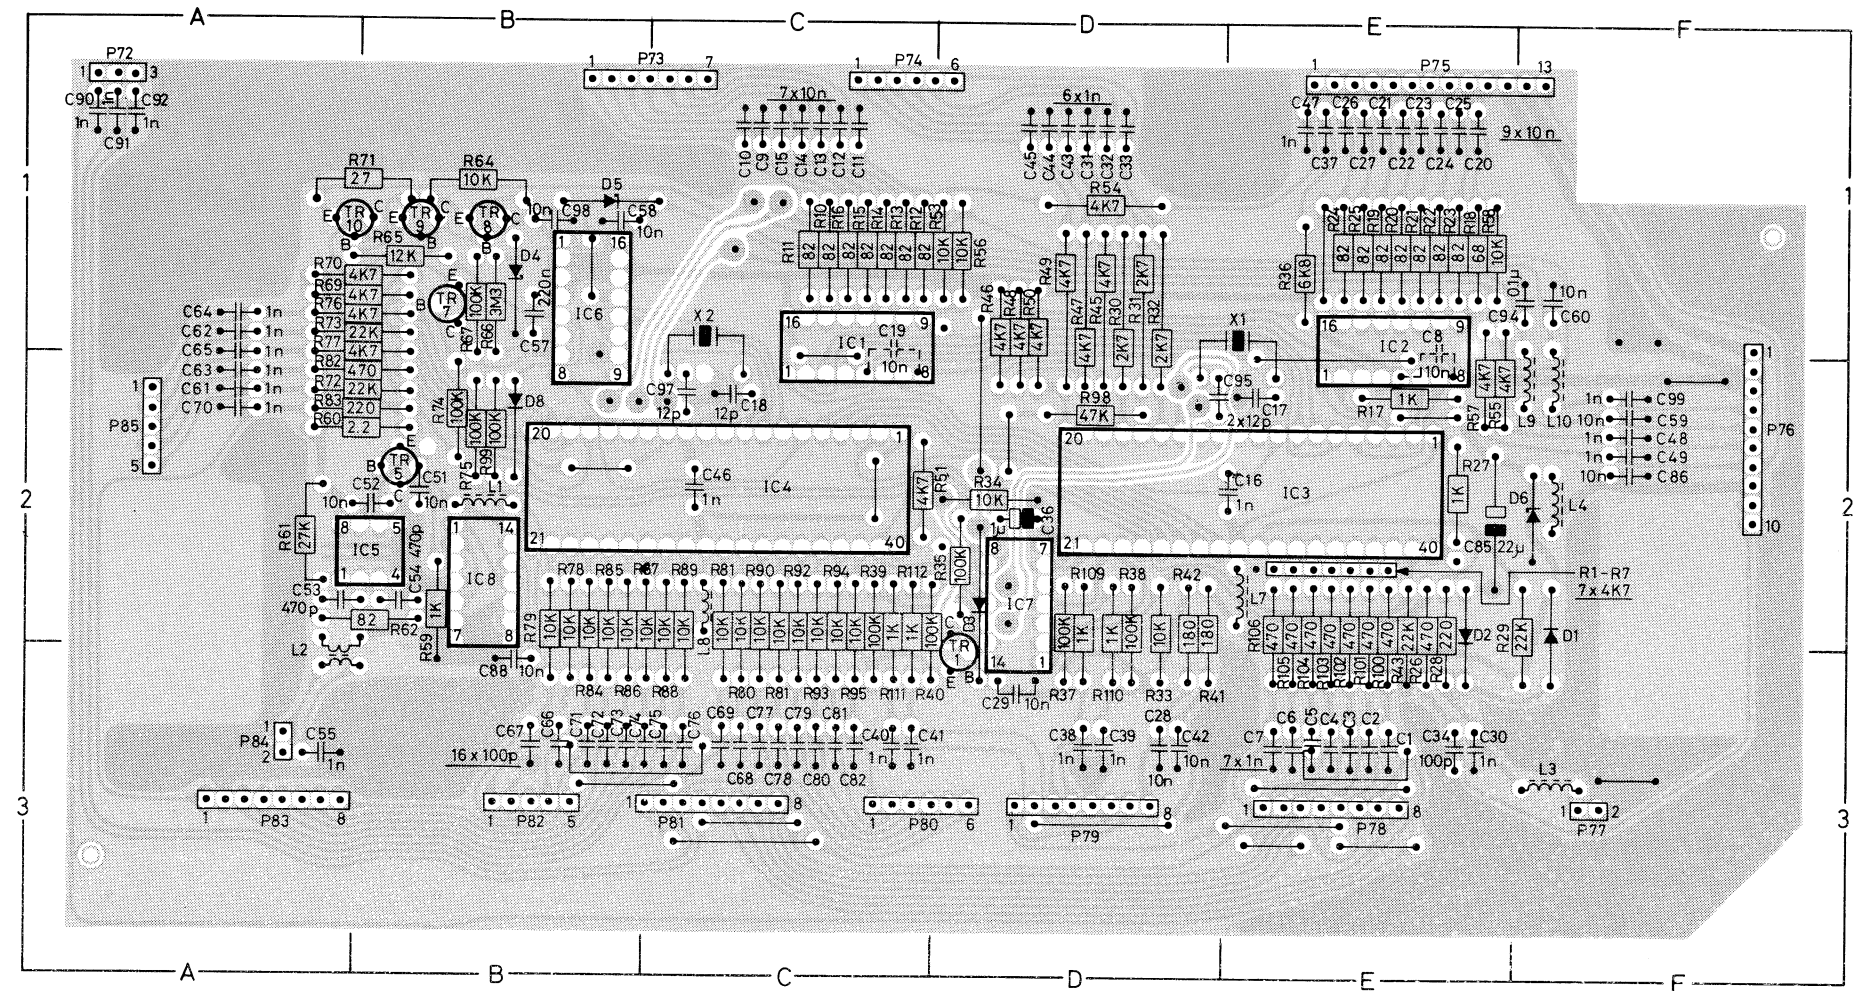 A B C D E F
P72
1 3
C90 1n C92
1n 1n
C91
1 P73 7
P74
1 6
1 P75 13
7x10n
C10 C9 C15 C14 C13 C12 C11
6x1n
C45 C44 C43 C31 C32 C33
C47 C26 C21 C23 C25
1n 9x10n
C37 C27 C22 C24 C20
1 1
R71 R64
27 10K
D5
10n C98 C58
10n
E TR 10 C
B
E TR 9 C
B
E TR 8 C
B
R65
12K
R70 4K7
R69 4K7
R76 4K7
R73 22K
R77 4K7
R82 470
R72 22K
R83 220
R60 2.2
E
B TR 7
C
100K 3M3
R67 R66
D4
220n
C57
1 16
IC6
8 9
C64 1n
C62 1n
C65 1n
C63 1n
C61 1n
C70 1n
1
P85
5
R11 R10 R16 R15 R14 R13 R12 R53
82 82 82 82 82 82 82 10K 10K
R56
R54
4K7
R49 4K7 4K7 2K7
R46 R48 R50
4K7 4K7 4K7
R47 R45 R30 R31 R32
4K7 2K7 2K7
R24 R25 R19 R20 R21 R22 R23 R18 R58
82 82 82 82 82 82 82 68 10K
R36 6K8
0.1µ 10n
C94 C60
X2
C97
12p 12p C18
16 9
IC1 C19
10n
1 8
X1
C95
C17
2x12p
16 9
IC2 C8
10n
1 8
R17 1K
4K7 4K7
R57 R55
L9 L10
1n C99
10n C59
1n C48
1n C49
10n C86
1
P76
10
R74 100K
100K 100K
R75 R99
D8
R98
47K
E
B TR 5
C
C51
10n
C52
10n
L1
20 1
C46
1n
IC4
21 40
4K7 R51
R34
10K
1µ C36
20 1
C16
1n
IC3
21 40
R27
1K
D6
L4
C85 22µ
2 2
R61 27K
8 5
IC5
1 4
470p
C54
C53
470p
82
R62
1K
R59
L2
1 14
IC8
7 8
C88 10n
R78 R85 R87 R89 R81 R90 R92 R94 R39 R112
R79 10K 10K 10K 10K 10K 10K 10K 10K 10K 10K 10K 10K 100K 1K 1K 100K
L8
R84 R86 R88 R80 R81 R93 R95 R111 R40
R35 100K
D3
C
TR 1
E B
8 7
IC7
14 1
C29 10n
R109 R38 R42
100K 1K 100K 10K 180 180
R37 R110 R33 R41
L7
R1-R7
7x4K7
R106 470 470 470 470 470 470 470 22K 470 220
R105 R104 R103 R102 R101 R100 R43 R26 R28
D2
R29 22K
D1
1
P84
2
C55
1n
C67 C66 C71 C72 C73 C74 C75 C76
16x100p
C69 C77 C79 C81
C68 C78 C80 C82
C40 C41
1n 1n
C38 C39
1n 1n
C28 C42
10n 10n
C7 C6 C5 C4 C3 C2 C1
7x1n
C34 C30
100p 1n
L3
3 3
1 P83 8
P82 5
1 8
P81
1 P80 6
1 8
P79
1 8
P78
1 2
P77
A B C D E F